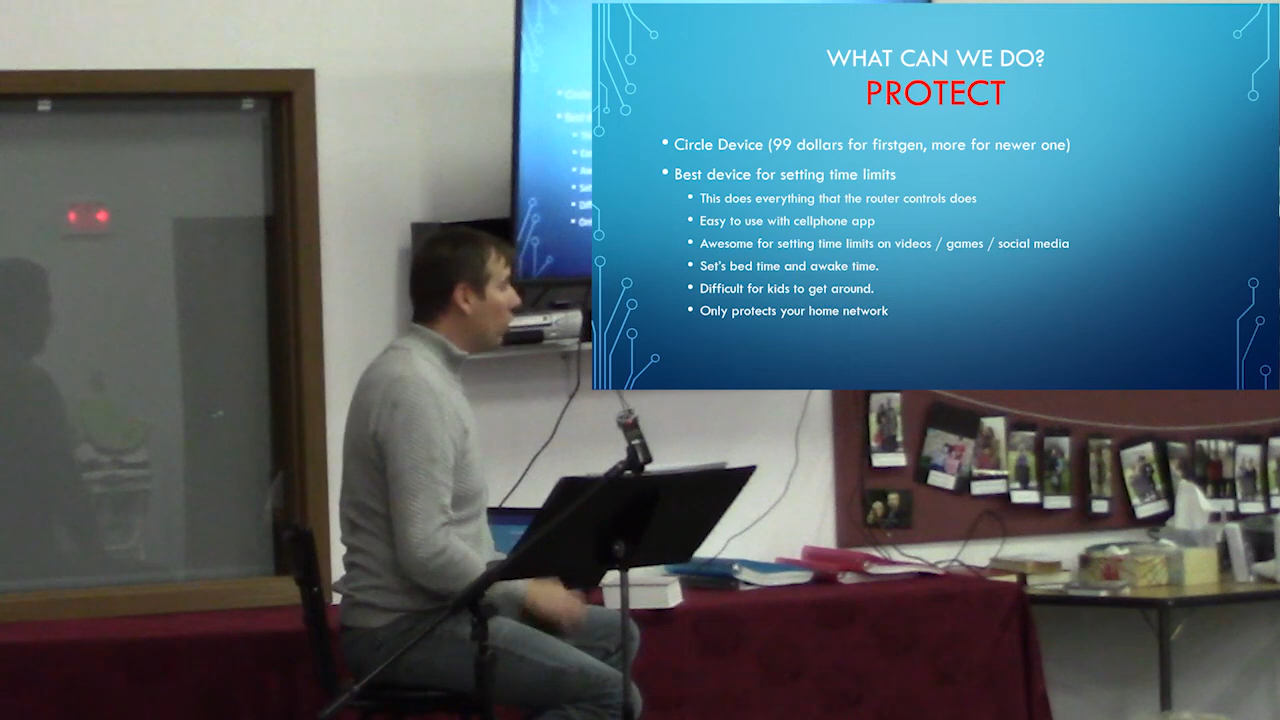 WHAT CAN WE DO?
PROTECT
• Circle Device (99 dollars for firstgen, more for newer one)
• Best device for setting time limits
• This does everything that the router controls does
• Easy to use with cellphone app
• Awesome for setting time limits on videos / games / social media
• Set's bed time and awake time.
• Difficult for kids to get around.
• Only protects your home network